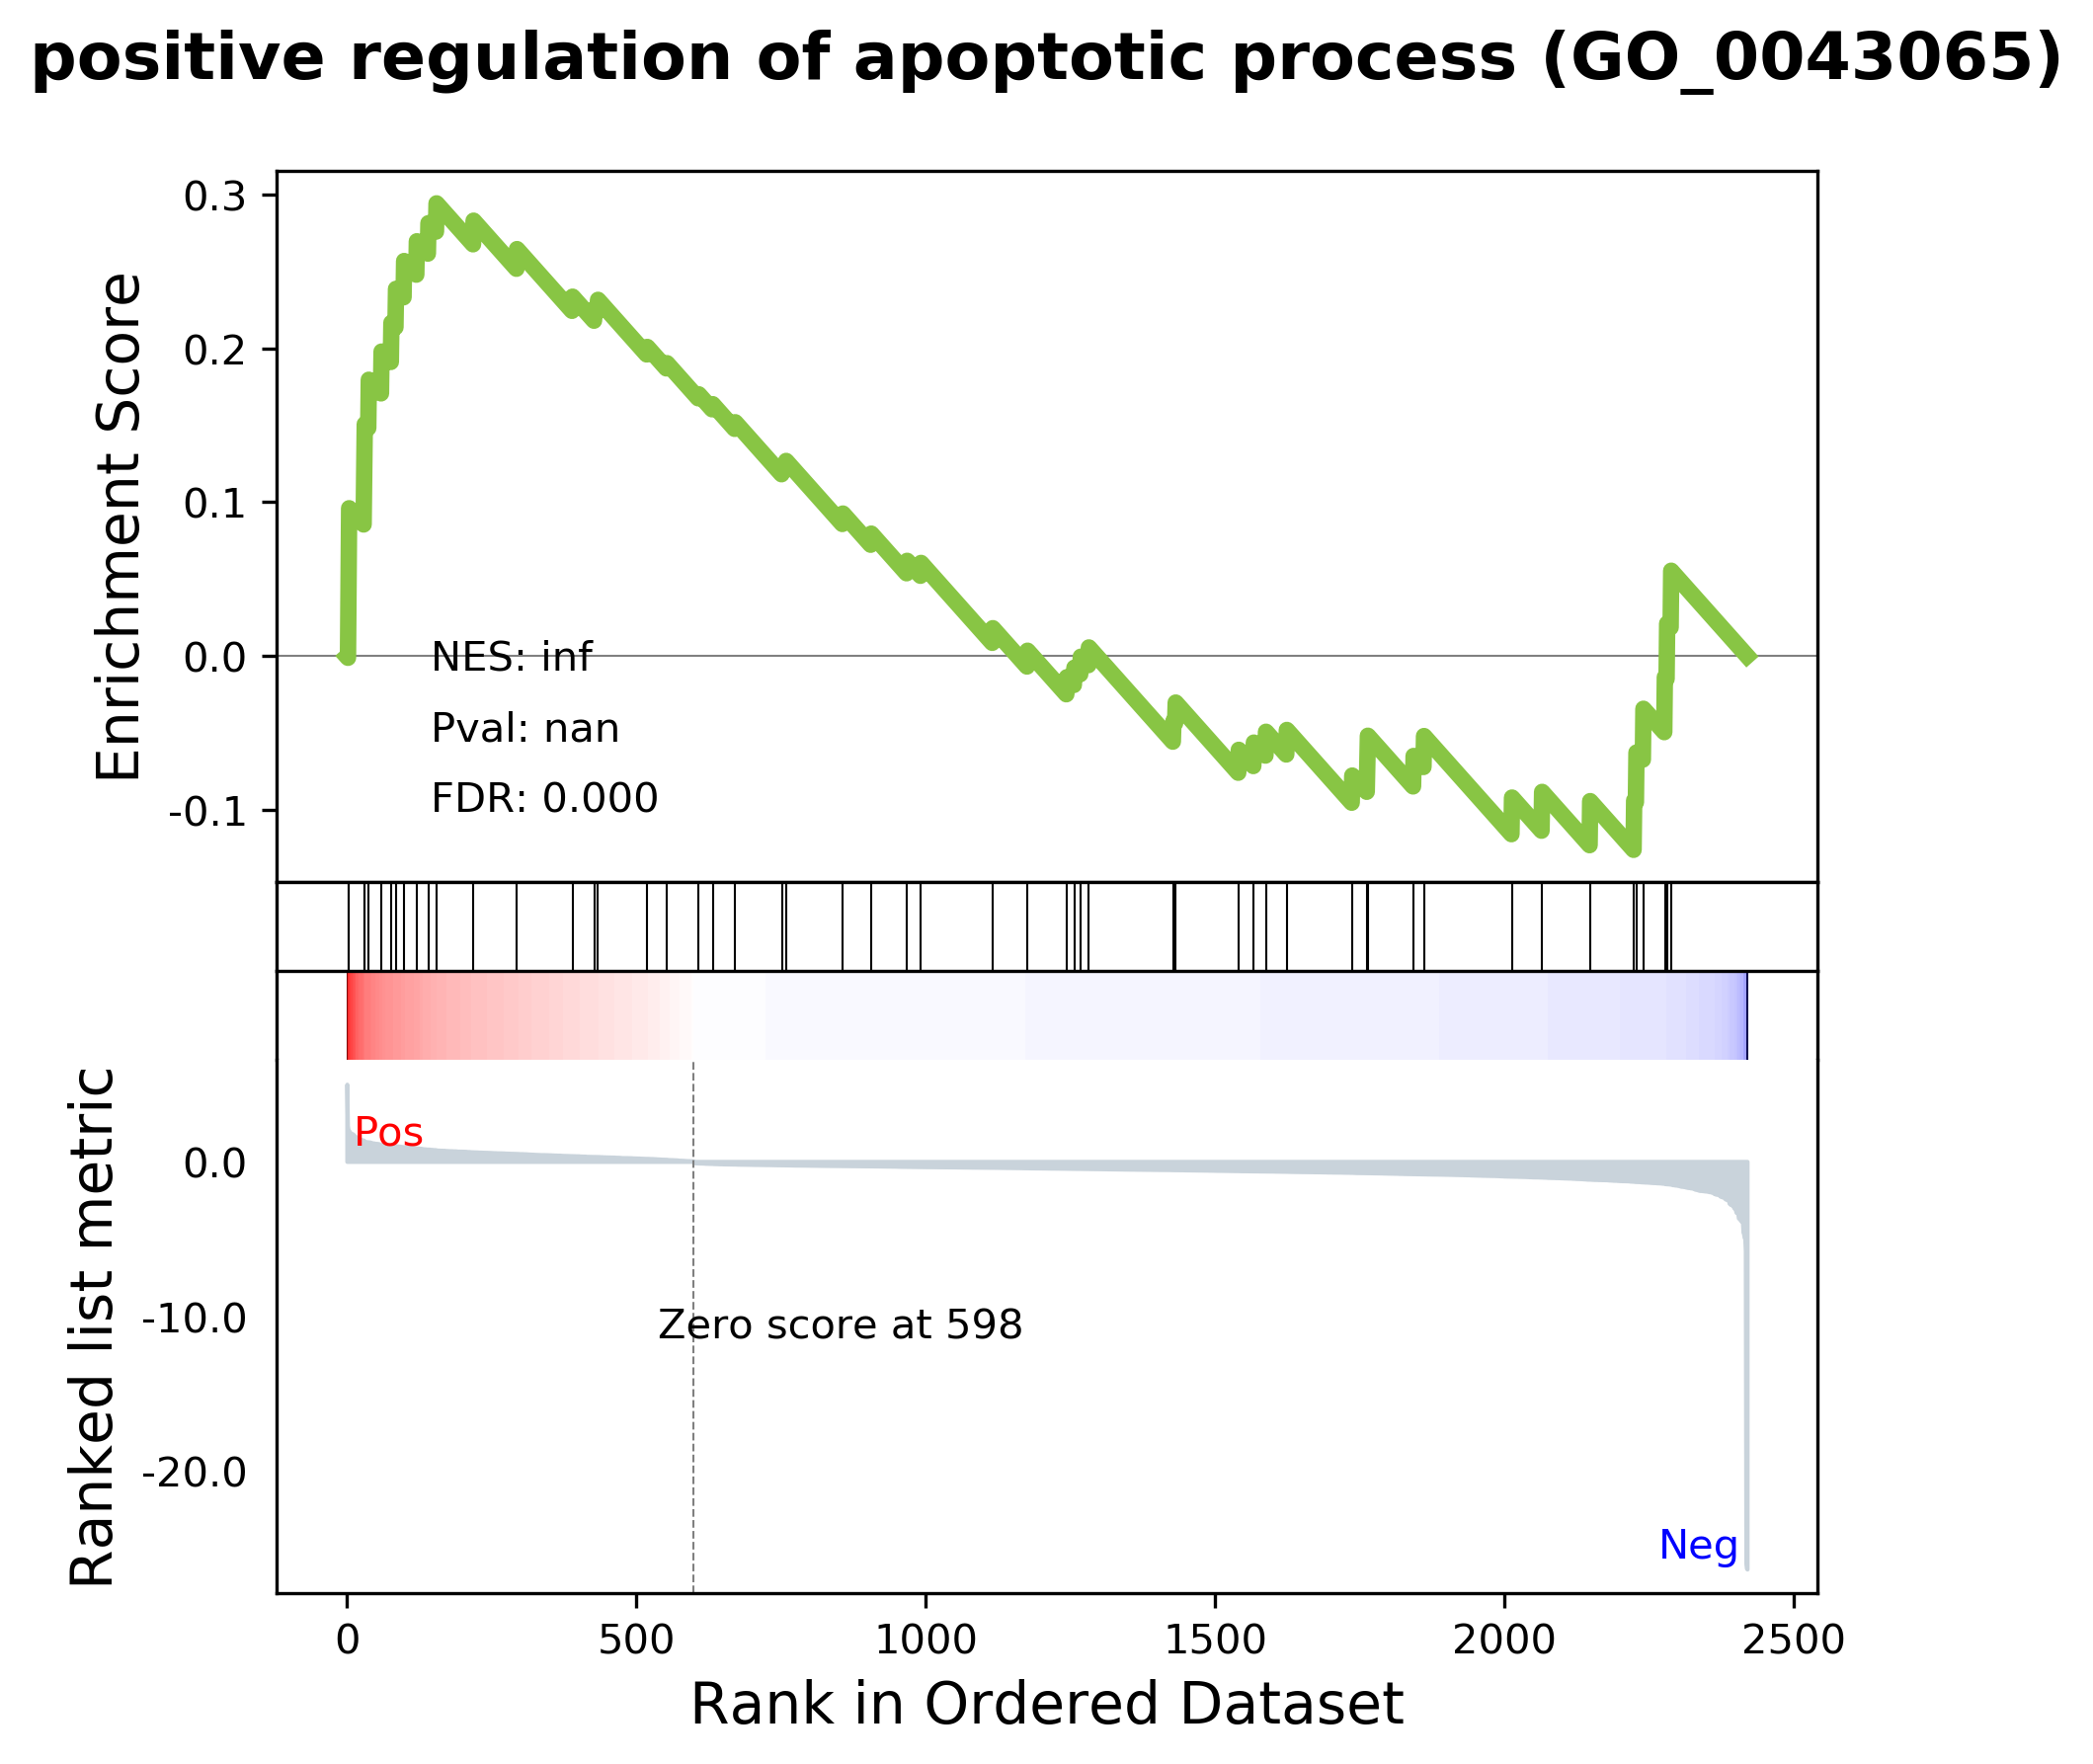 positive regulation of apoptotic process (GO_0043065)
Enrichment Score
0.3
0.2
0.1
0.0
-0.1
NES: inf
Pval: nan
FDR: 0.000
Ranked list metric
0.0
-10.0
-20.0
Pos
Zero score at 598
Neg
0 500 1000 1500 2000 2500
Rank in Ordered Dataset